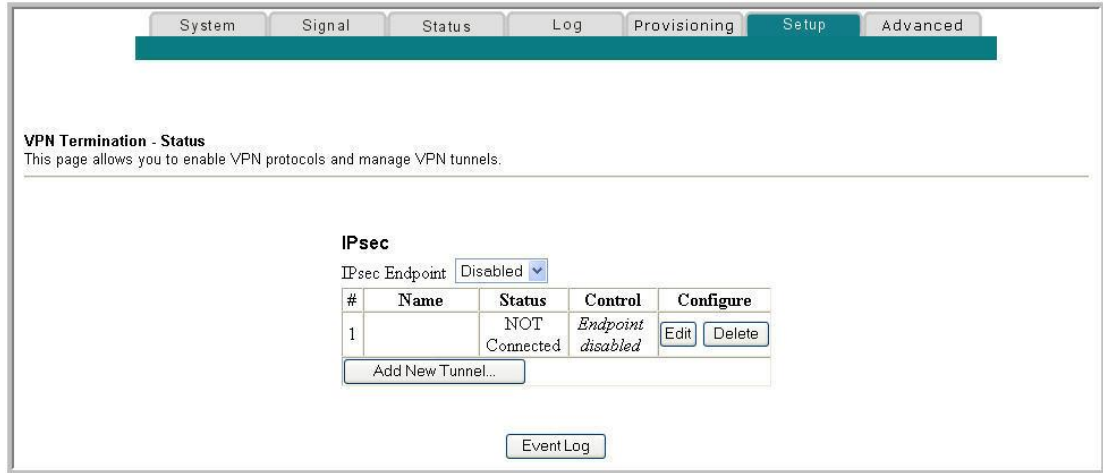 System Signal Status Log Provisioning Setup Advanced
VPN Termination - Status
This page allows you to enable VPN protocols and manage VPN tunnels.
IPsec
IPsec Endpoint Disabled
# Name Status Control Configure
1 NOT Connected Endpoint disabled Edit Delete
Add New Tunnel...
Event Log